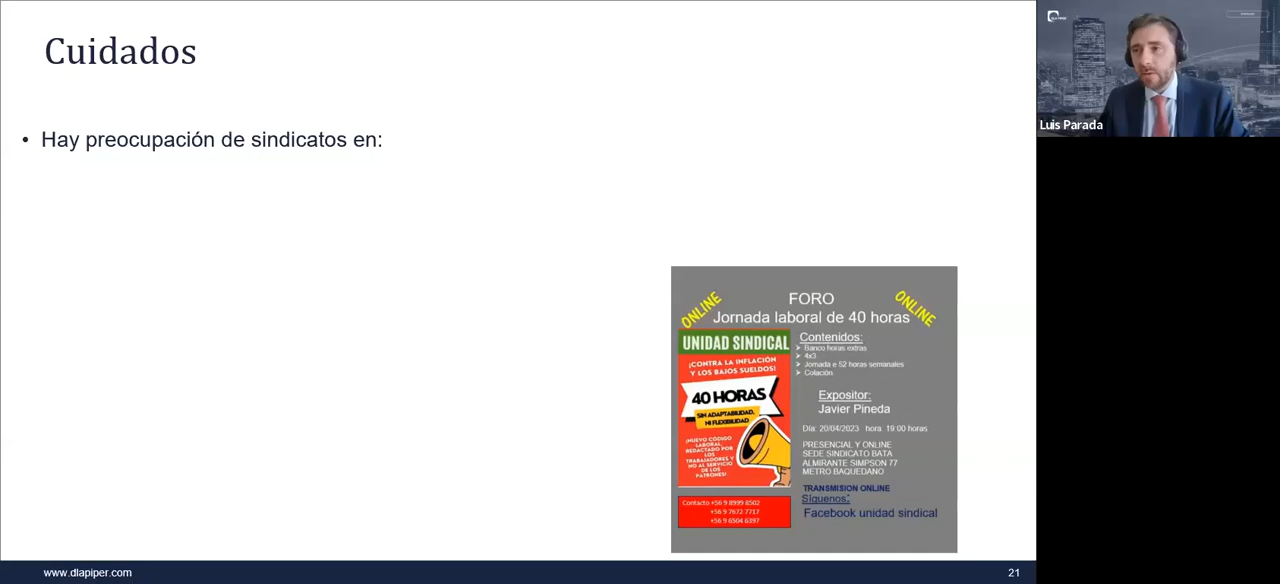 Cuidados
• Hay preocupación de sindicatos en:
ONLINE
FORO
ONLINE
Jornada laboral de 40 horas
UNIDAD SINDICAL
¡CONTRA LA INFLACIÓN
Y LOS BAJOS SUELDOS!
40 HORAS
SIN ADAPTABILIDAD,
NI FLEXIBILIDAD
¡NUEVO CÓDIGO
LABORAL,
REDACTADO POR
LOS
TRABAJADORES Y
NO AL SERVICIO
DE LOS
PATRONES!
Contacto +56 9 8999 8502
+56 9 7672 7717
+56 9 6504 6397
Contenidos:
➢ Banco horas extras
➢ 4x3
➢ Jornada e 52 horas semanales
➢ Colación
Expositor:
Javier Pineda
Día: 20/04/2023 hora 19:00 horas
PRESENCIAL Y ONLINE
SEDE SINDICATO BATA
ALMIRANTE SIMPSON 77
METRO BAQUEDANO
TRANSMISION ONLINE
Síguenos:
Facebook unidad sindical
www.dlapiper.com
21
DLA PIPER
Luis Parada